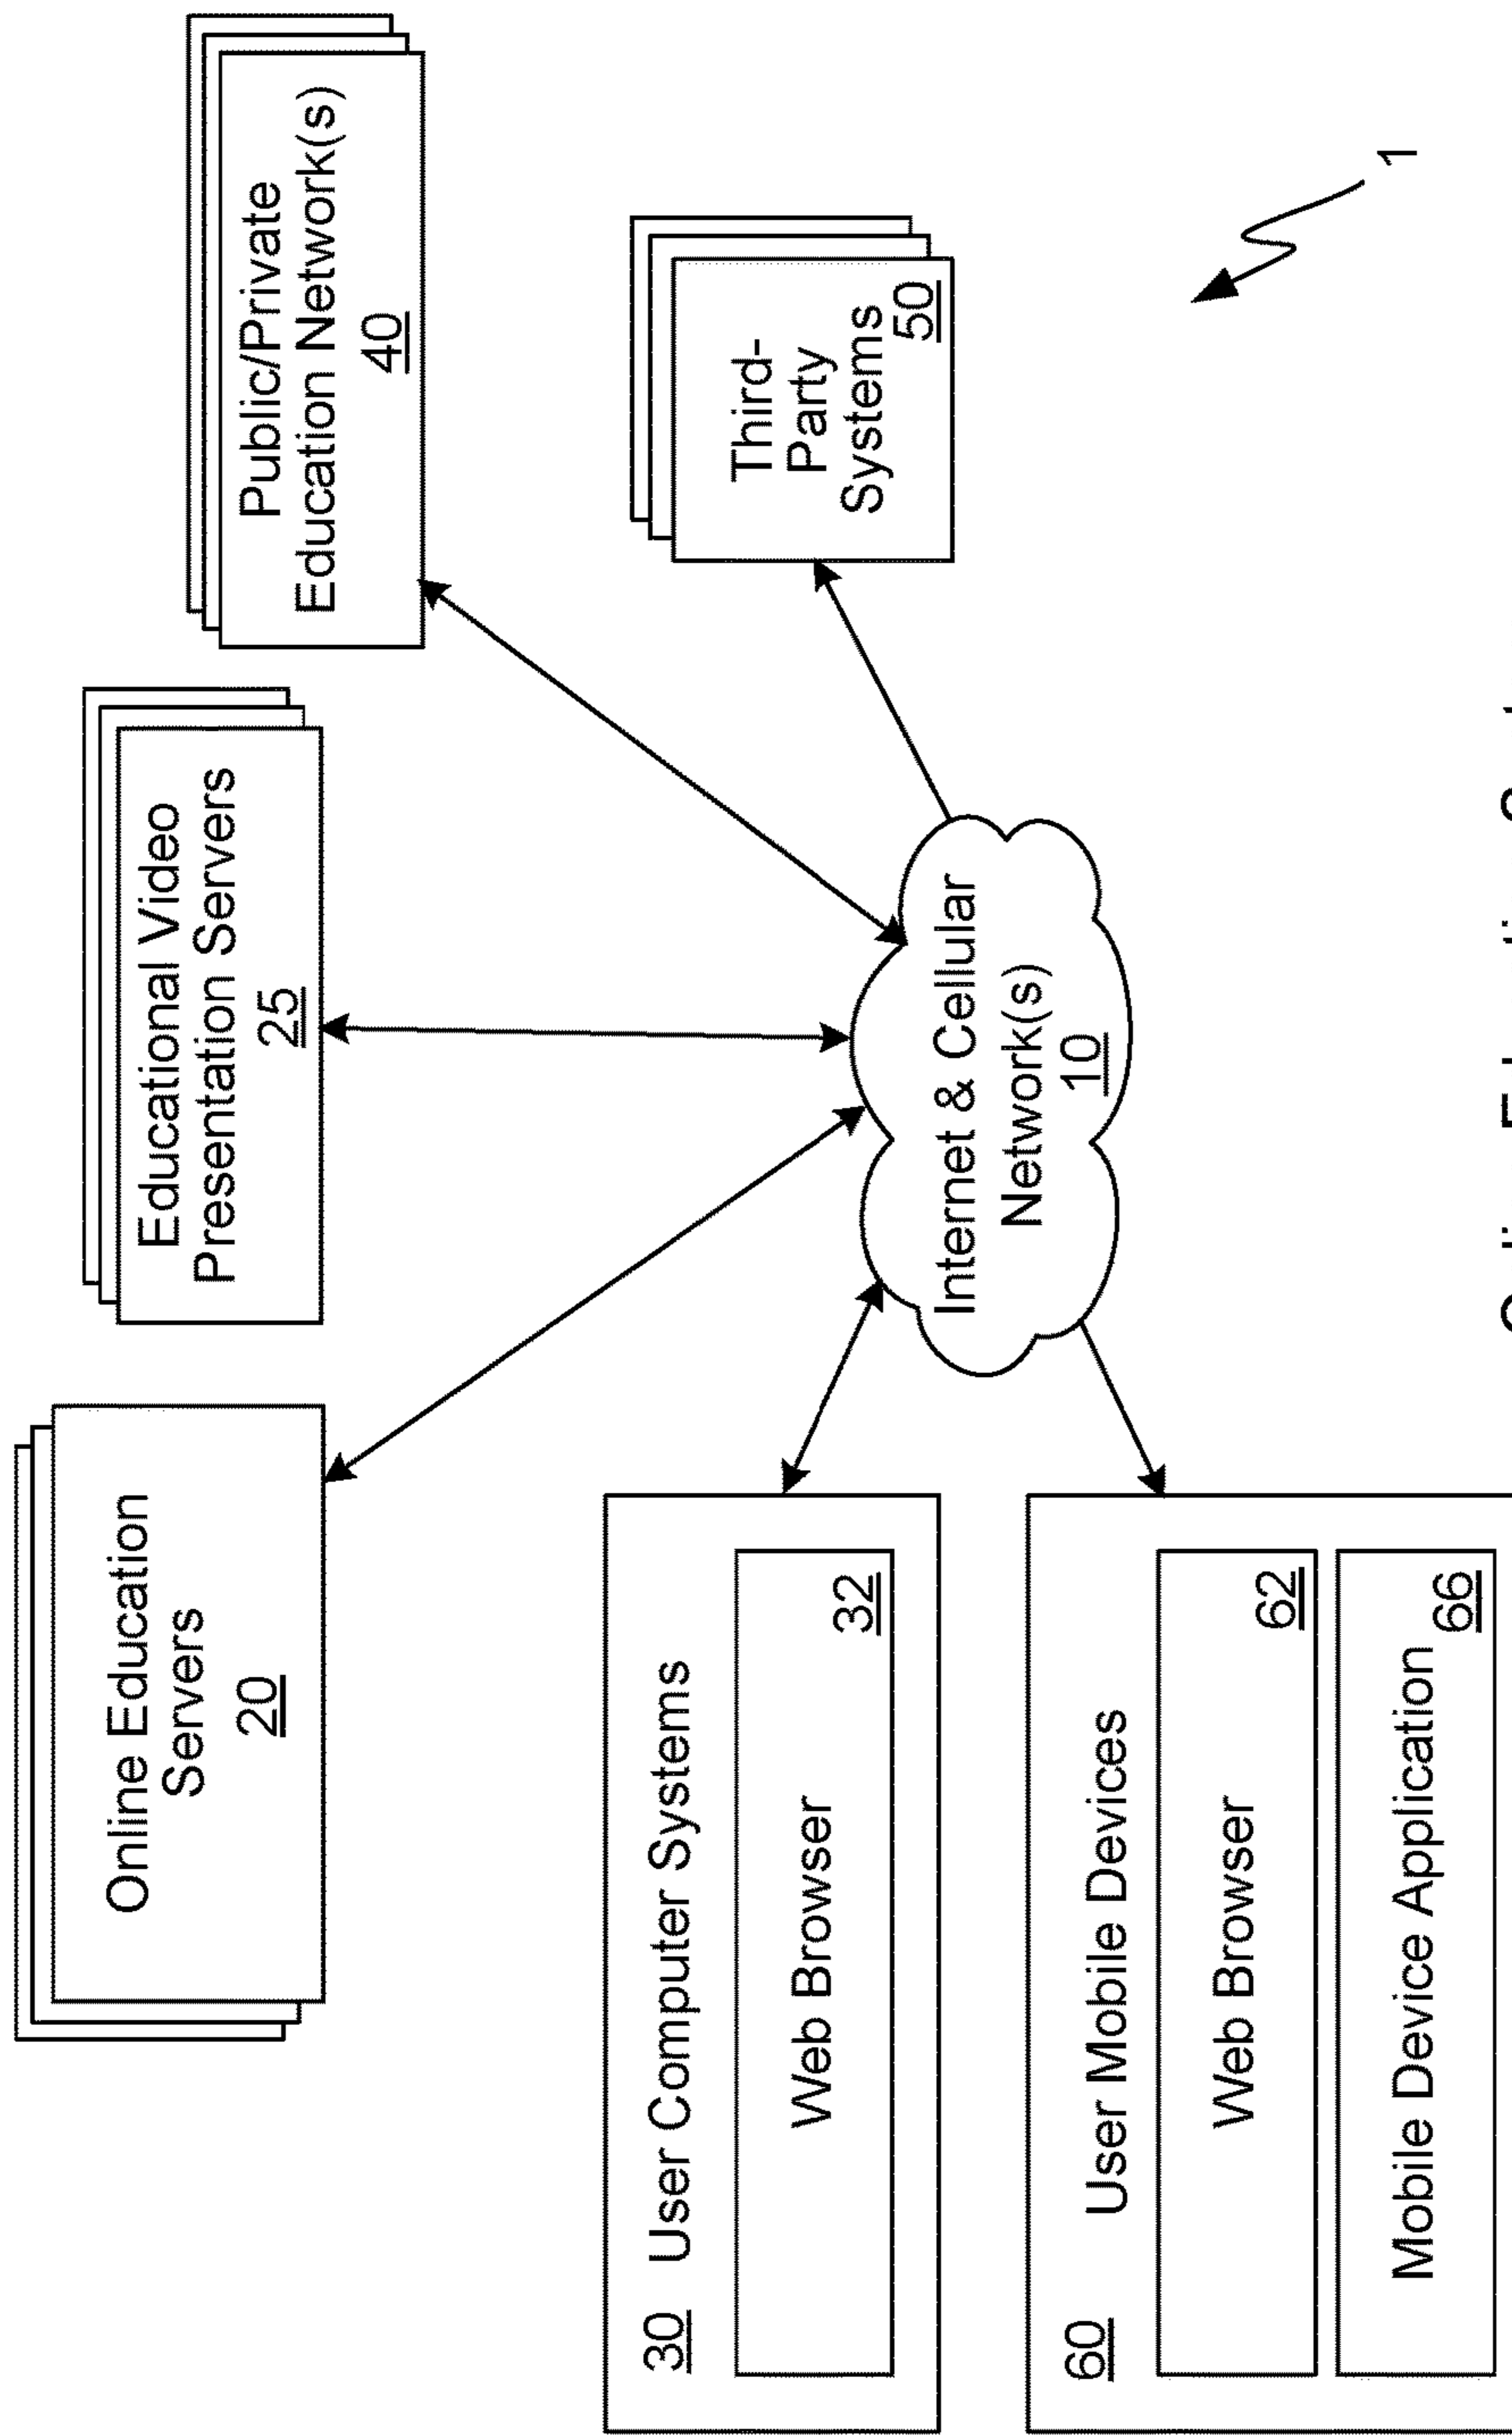 Online Education
Servers
20
Educational Video
Presentation Servers
25
Public/Private
Education Network(s)
40
30 User Computer Systems
Web Browser
32
Internet & Cellular
Network(s)
10
Third-
Party
Systems
50
60 User Mobile Devices
Web Browser
62
Mobile Device Application
66
1